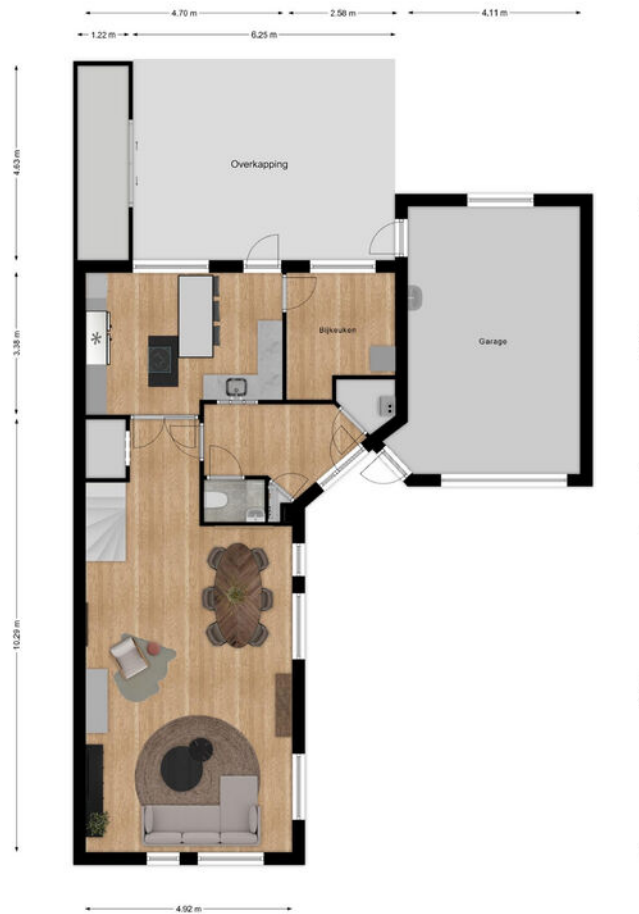 4.70 m
2.58 m
4.11 m
1.22 m
6.25 m
4.63 m
Overkapping
3.38 m
Bijkeuken
Garage
10.29 m
4.92 m